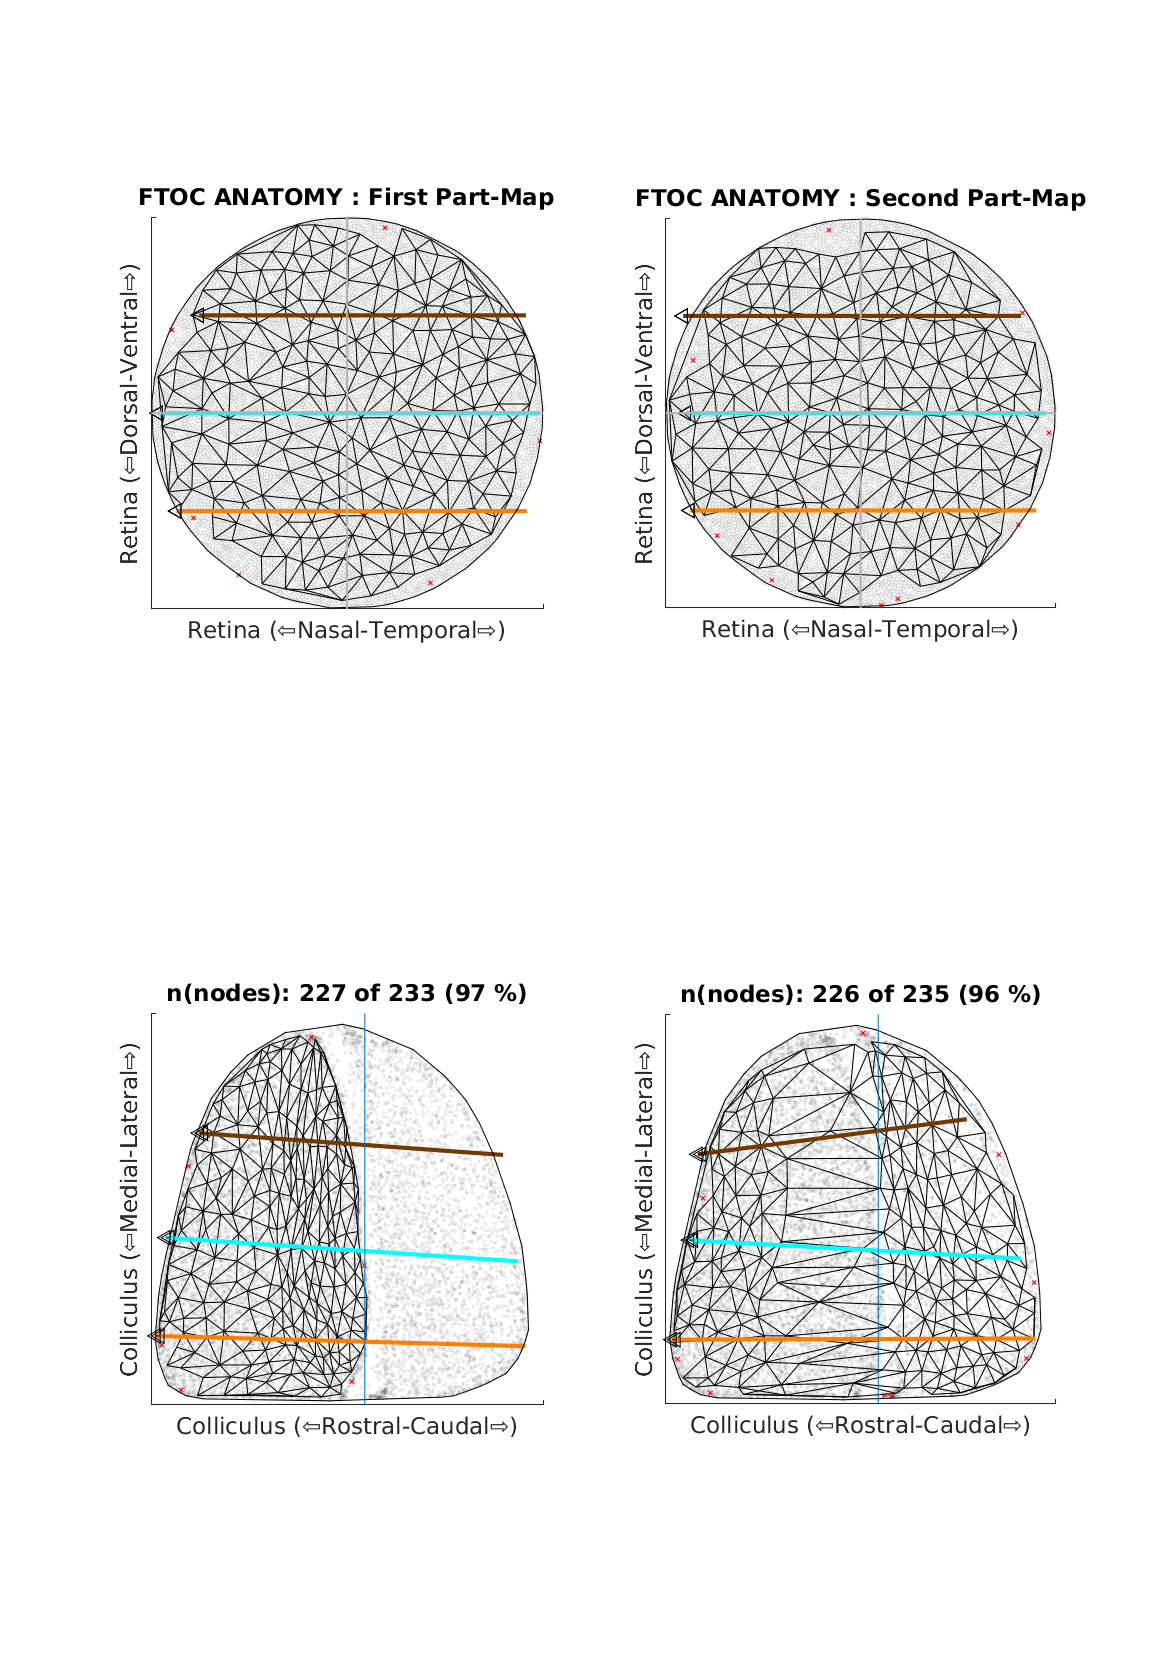 FTOC ANATOMY : First Part-Map
Retina (⇦Dorsal-Ventral⇨)
Retina (⇦Nasal-Temporal⇨)
FTOC ANATOMY : Second Part-Map
Retina (⇦Dorsal-Ventral⇨)
Retina (⇦Nasal-Temporal⇨)
n(nodes): 227 of 233 (97 %)
Colliculus (⇦Medial-Lateral⇨)
Colliculus (⇦Rostral-Caudal⇨)
n(nodes): 226 of 235 (96 %)
Colliculus (⇦Medial-Lateral⇨)
Colliculus (⇦Rostral-Caudal⇨)